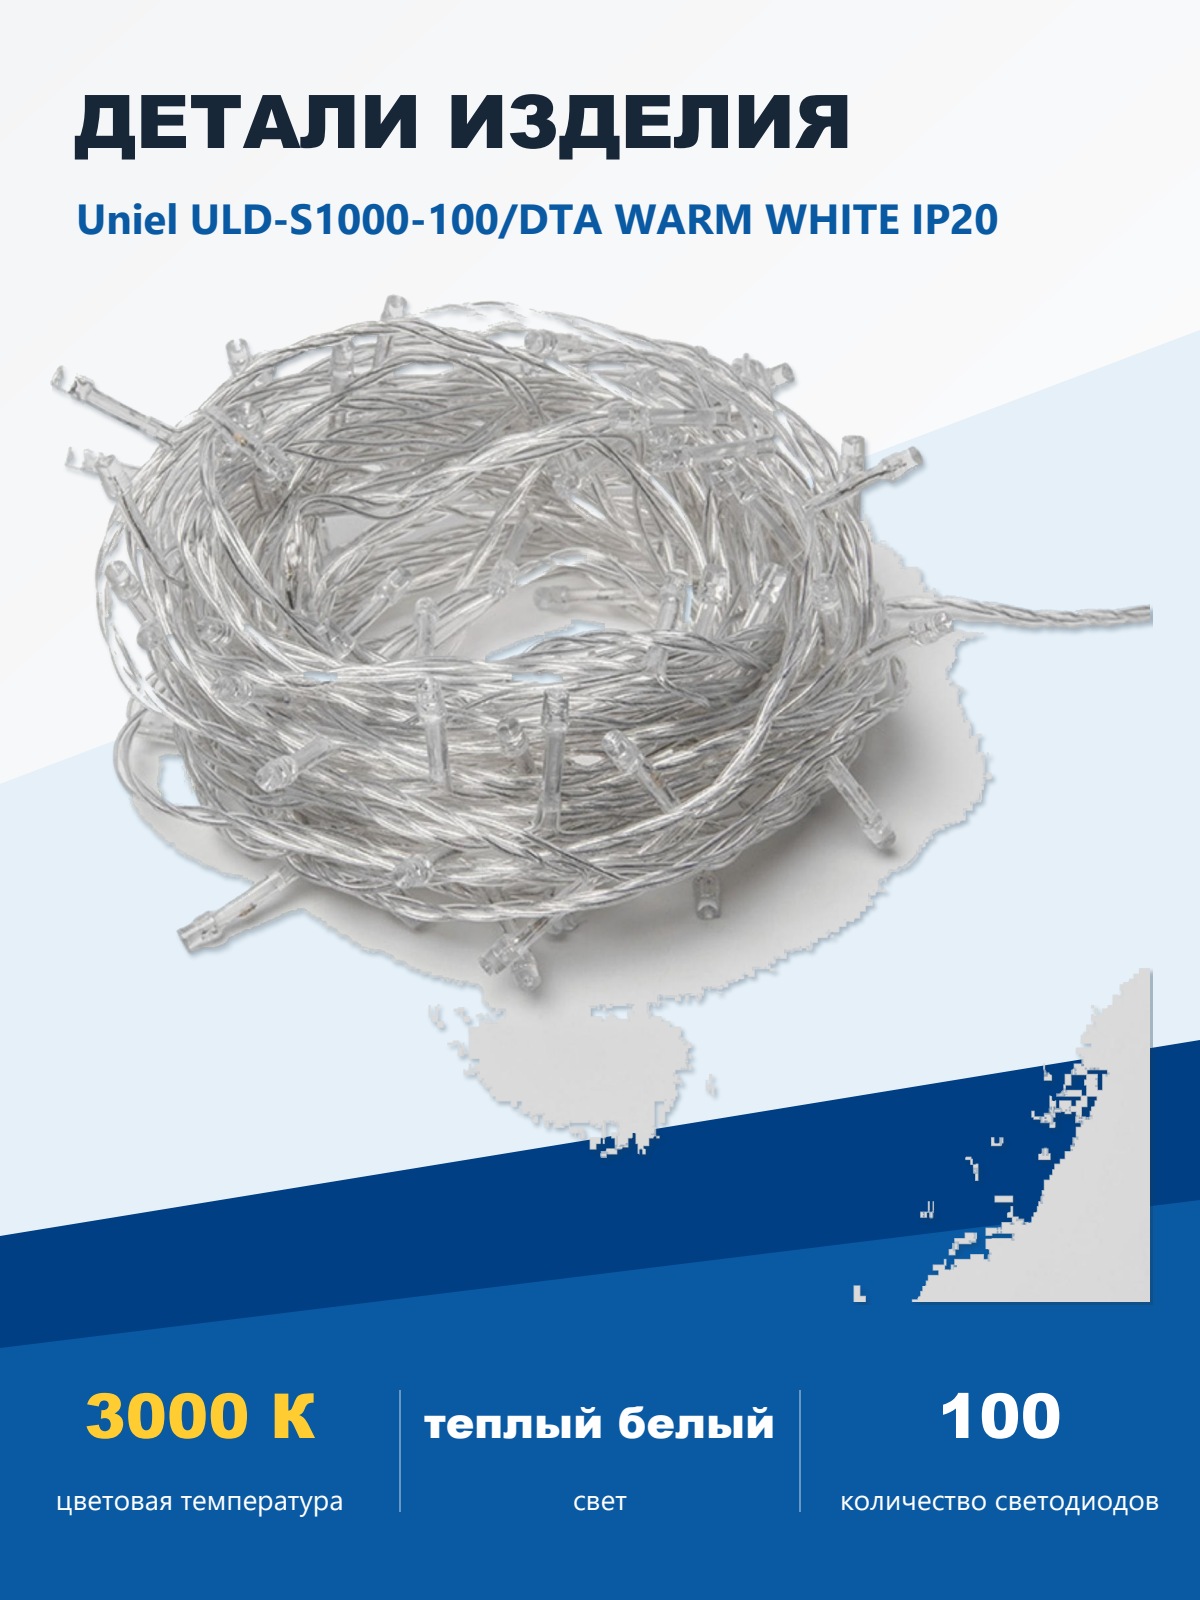 ДЕТАЛИ ИЗДЕЛИЯ
Uniel ULD-S1000-100/DTA WARM WHITE IP20
3000 К
цветовая температура
теплый белый
свет
100
количество светодиодов